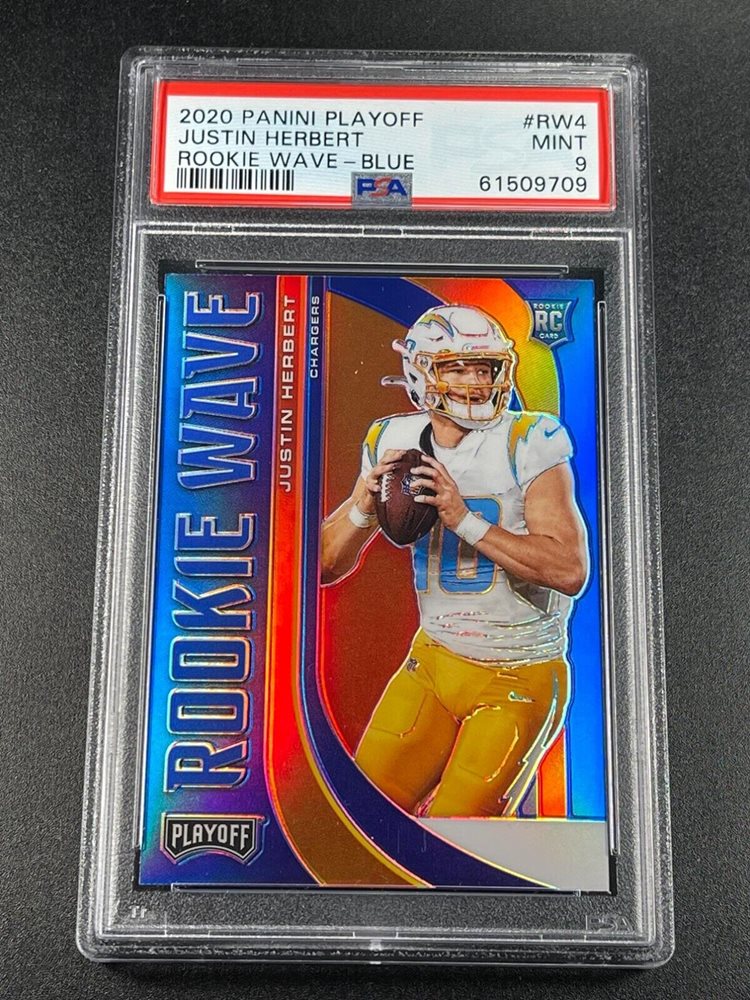 2020 PANINI PLAYOFF #RW4
JUSTIN HERBERT MINT
ROOKIE WAVE - BLUE 9
PSA 61509709
ROOKIE WAVE
JUSTIN HERBERT
CHARGERS
ROOKIE
RC
CARD
10
PLAYOFF